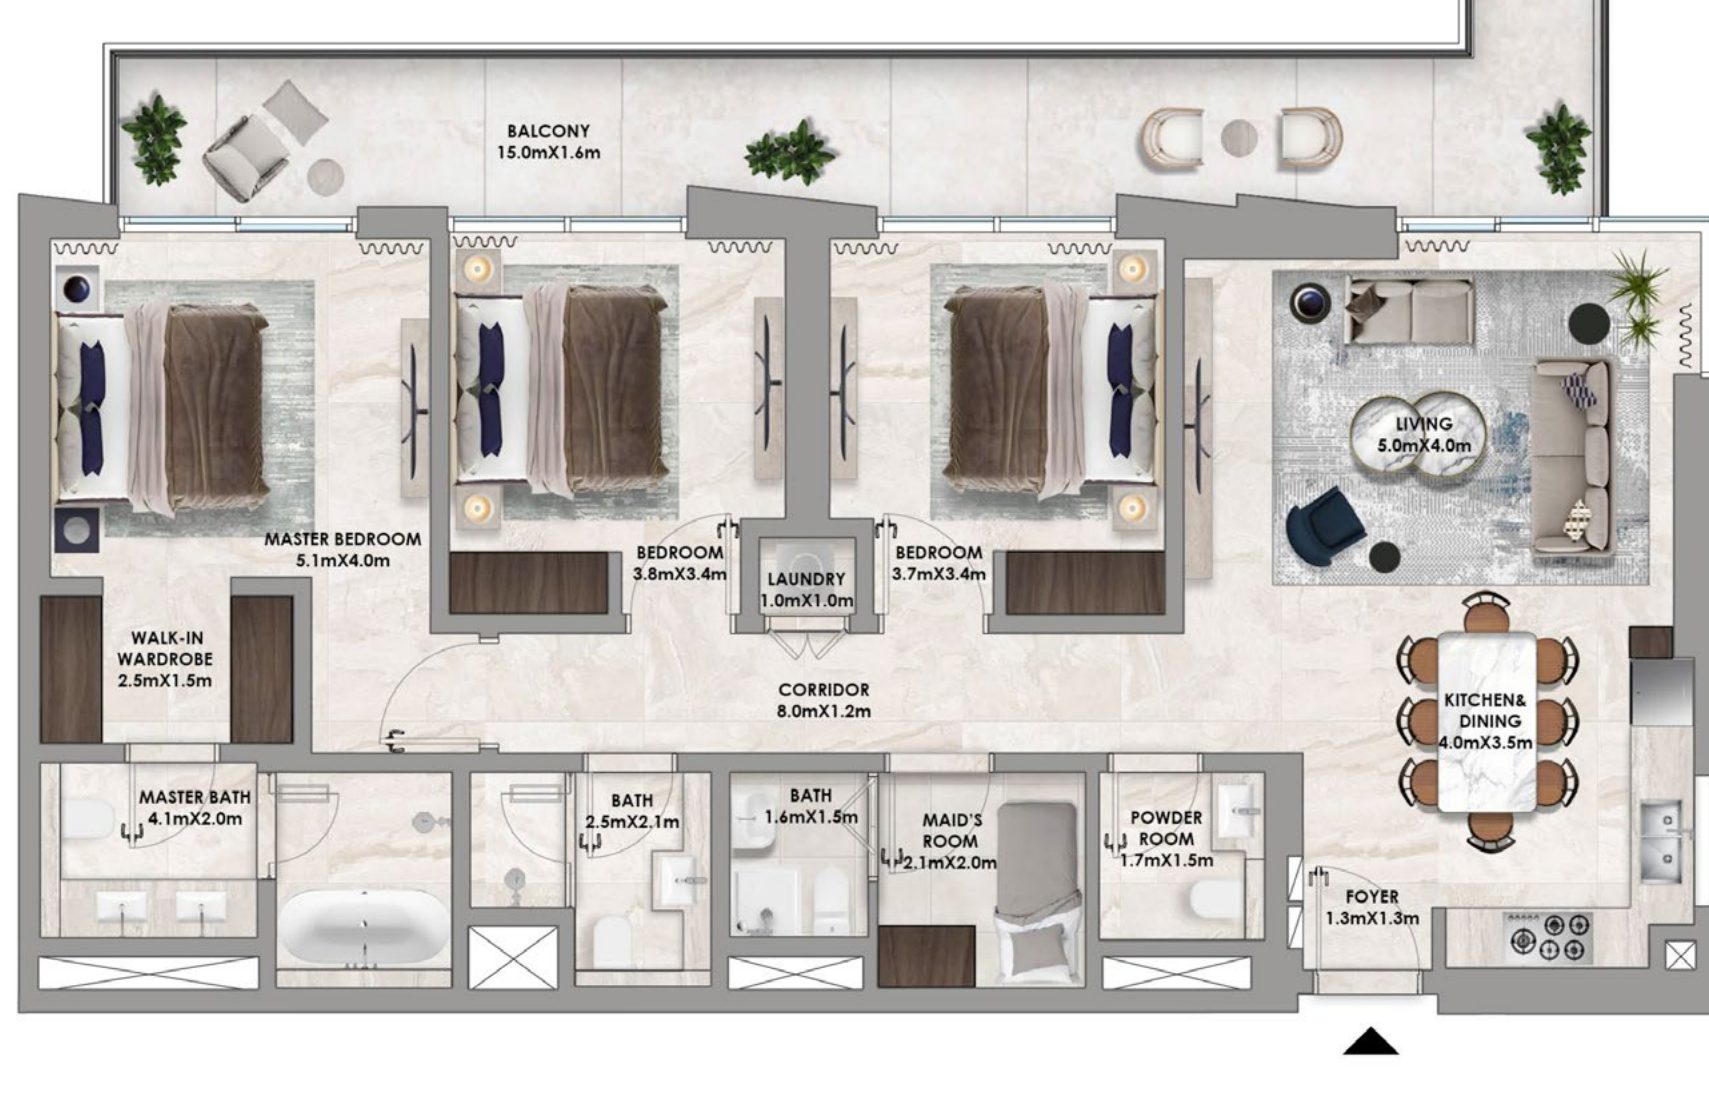 BALCONY
15.0mX1.6m
MASTER BEDROOM
5.1mX4.0m
BEDROOM
3.8mX3.4m
LAUNDRY
1.0mX1.0m
BEDROOM
3.7mX3.4m
LIVING
5.0mX4.0m
WALK-IN
WARDROBE
2.5mX1.5m
CORRIDOR
8.0mX1.2m
KITCHEN&
DINING
4.0mX3.5m
MASTER BATH
4.1mX2.0m
BATH
2.5mX2.1m
BATH
1.6mX1.5m
MAID'S
ROOM
2.1mX2.0m
POWDER
ROOM
1.7mX1.5m
FOYER
1.3mX1.3m